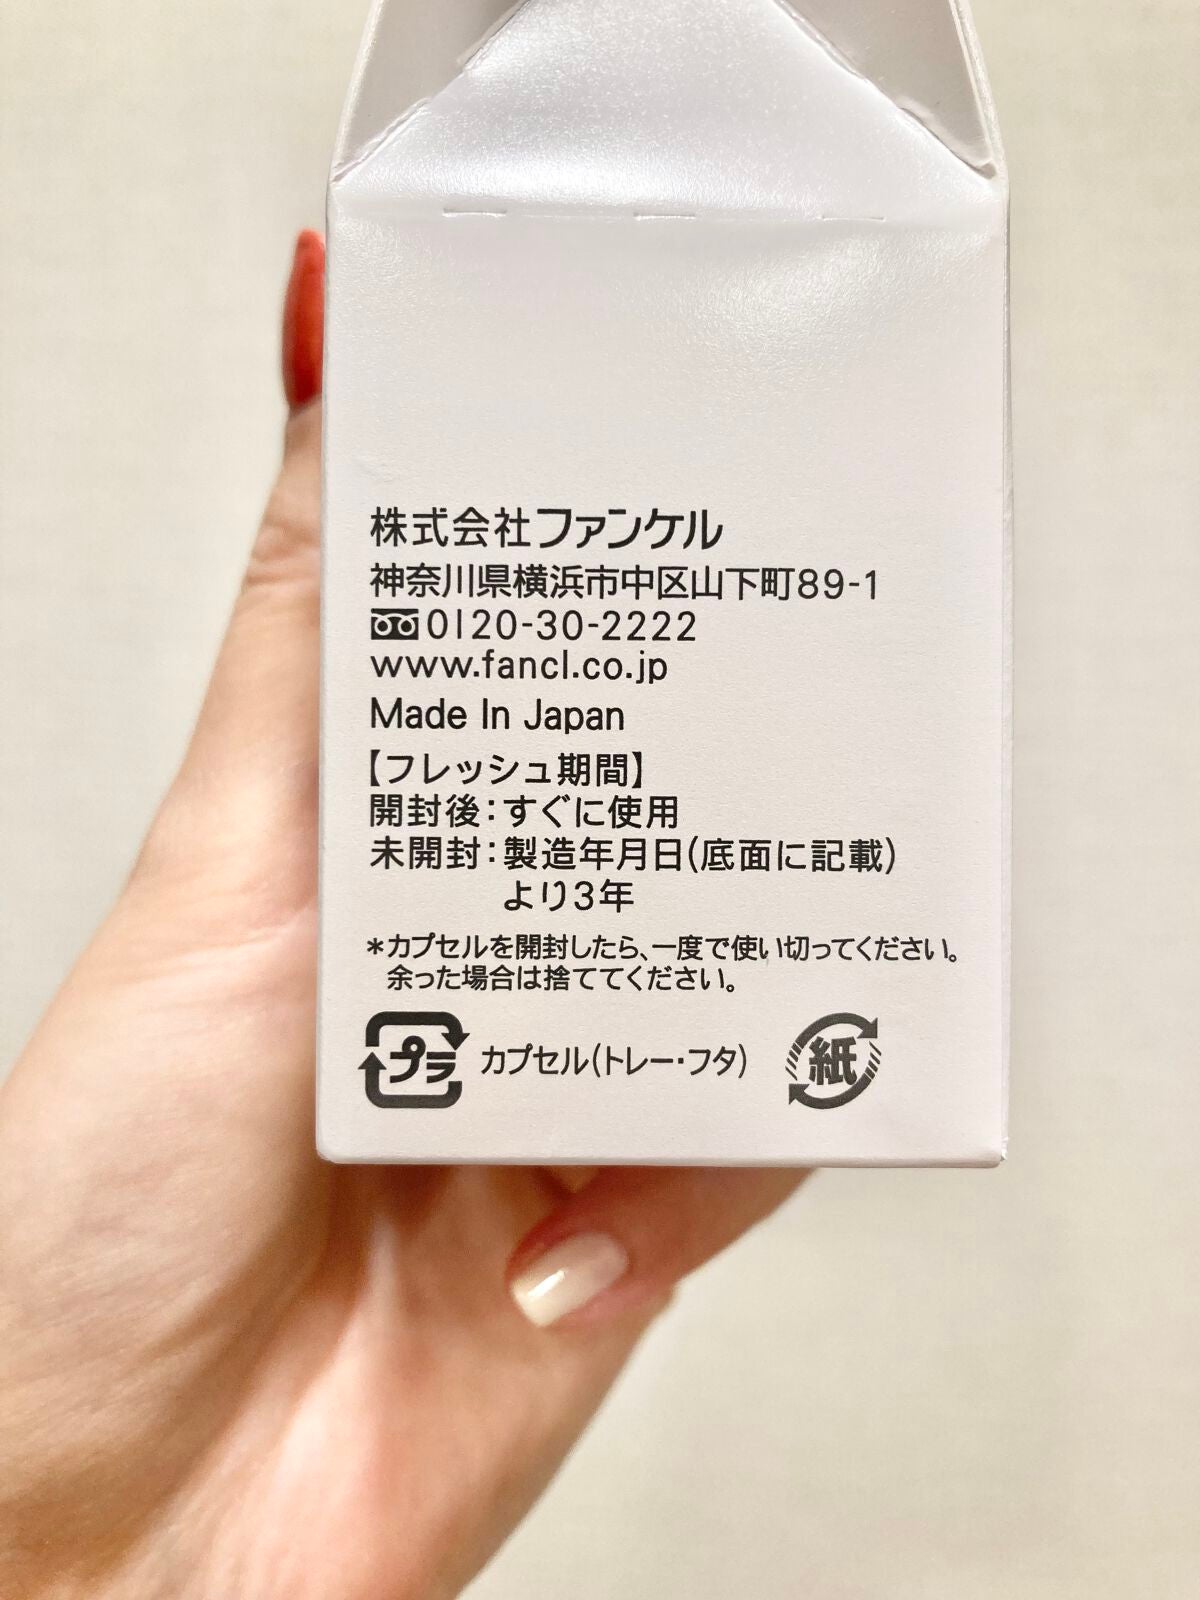 株式会社ファンケル
神奈川県横浜市中区山下町89-1
0120-30-2222
www.fancl.co.jp
Made In Japan
【フレッシュ期間】
開封後：すぐに使用
未開封：製造年月日(底面に記載)
より3年
*カプセルを開封したら、一度で使い切ってください。
余った場合は捨ててください。
プラ カプセル(トレー・フタ) 紙